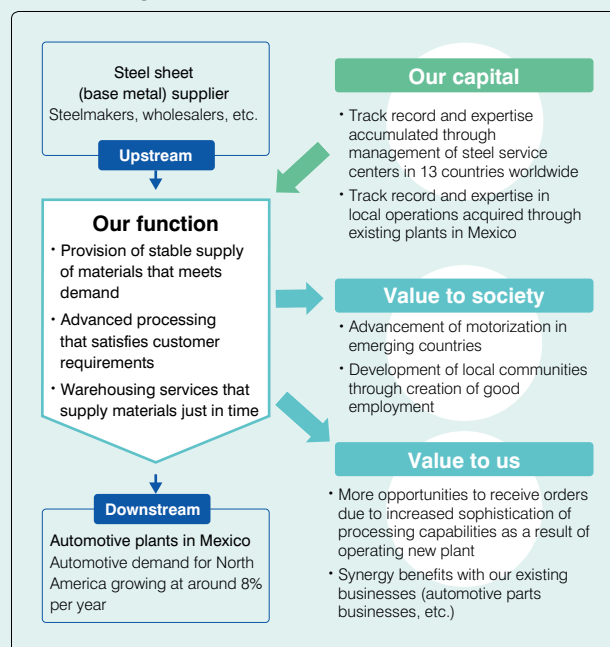 Steel sheet
(base metal) supplier
Steelmakers, wholesalers, etc.
Upstream
Our function
・Provision of stable supply
of materials that meets
demand
・Advanced processing
that satisfies customer
requirements
・Warehousing services that
supply materials just in time
Downstream
Automotive plants in Mexico
Automotive demand for North
America growing at around 8%
per year
Our capital
・Track record and expertise
accumulated through
management of steel service
centers in 13 countries worldwide
・Track record and expertise in
local operations acquired through
existing plants in Mexico
Value to society
・Advancement of motorization in
emerging countries
・Development of local communities
through creation of good
employment
Value to us
・More opportunities to receive orders
due to increased sophistication of
processing capabilities as a result of
operating new plant
・Synergy benefits with our existing
businesses (automotive parts
businesses, etc.)